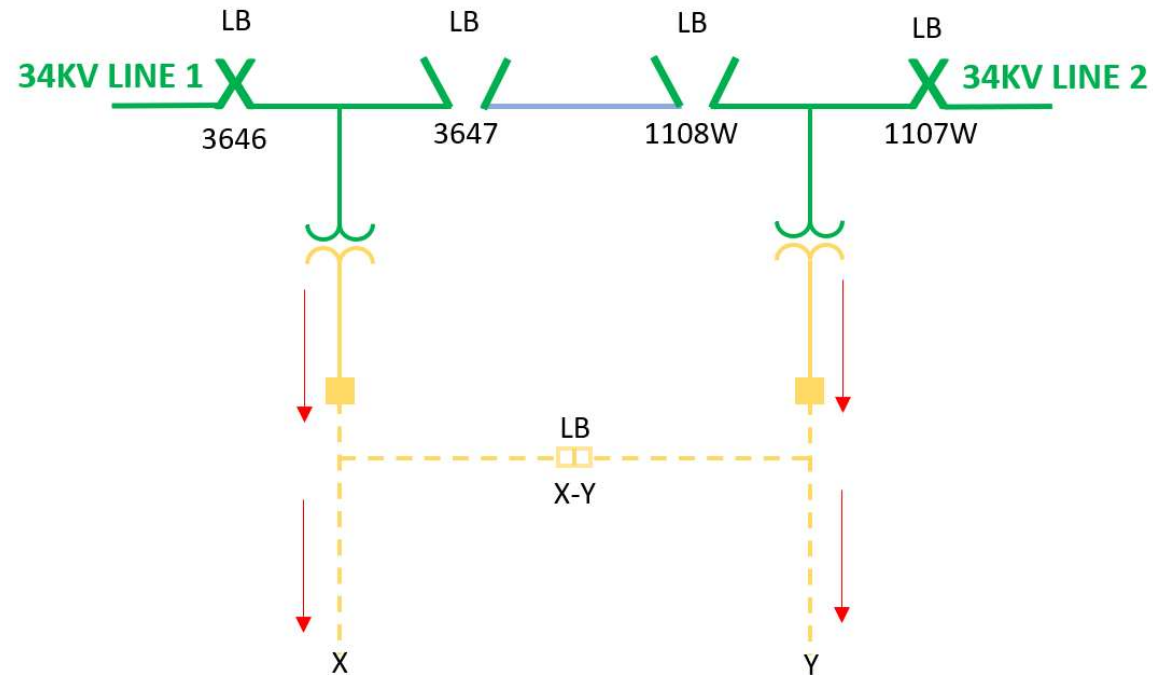 LB
LB
LB
LB
34KV LINE 1
34KV LINE 2
3646
3647
1108W
1107W
LB
X-Y
X
Y